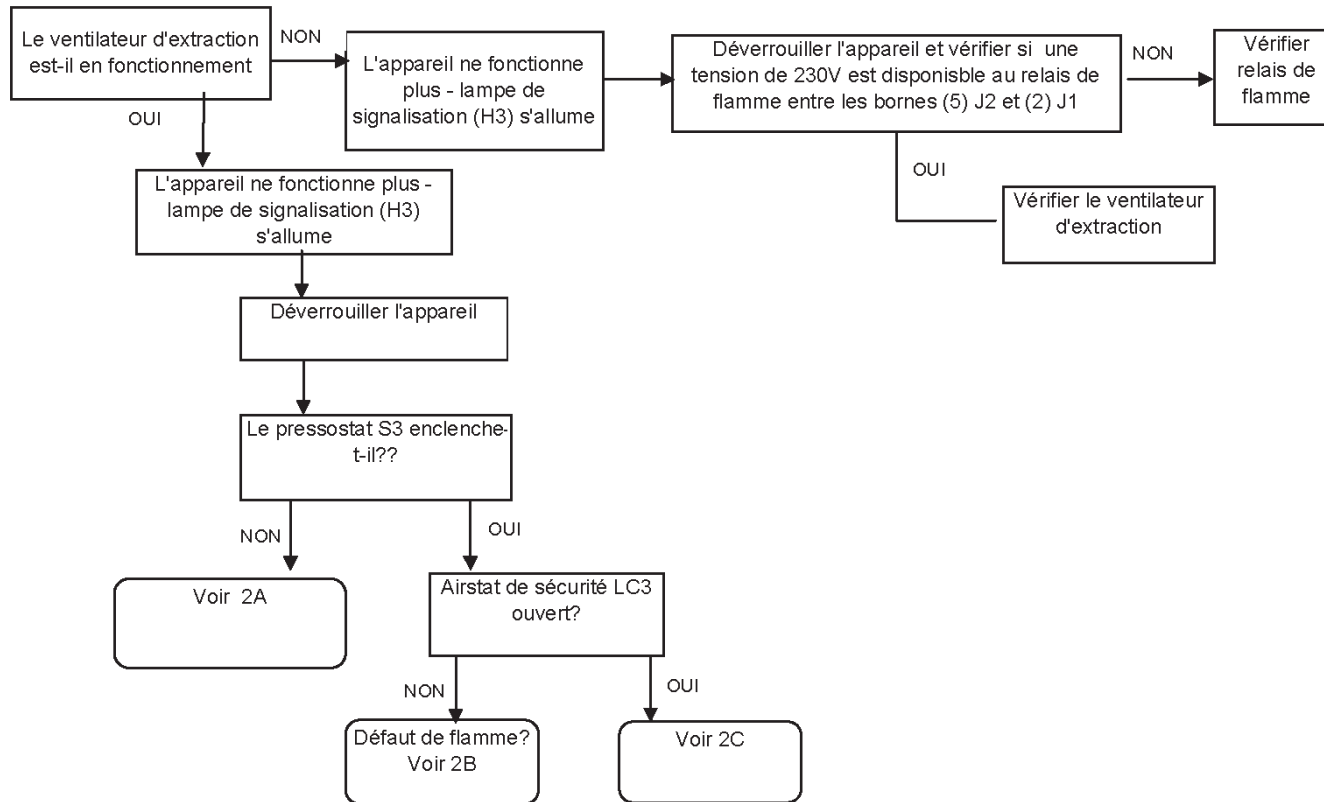 Le ventilateur d'extraction
est-il en fonctionnement
NON
L'appareil ne fonctionne
plus - lampe de
signalisation (H3) s'allume
Déverrouiller l'appareil et vérifier si une
tension de 230V est disponisble au relais de
flamme entre les bornes (5) J2 et (2) J1
NON
Vérifier
relais de
flamme
OUI
OUI
Vérifier le ventilateur
d'extraction
L'appareil ne fonctionne plus -
lampe de signalisation (H3)
s'allume
Déverrouiller l'appareil
Le pressostat S3 enclenche-
t-il??
NON
OUI
Voir 2A
Airstat de sécurité LC3
ouvert?
NON
OUI
Défaut de flamme?
Voir 2B
Voir 2C